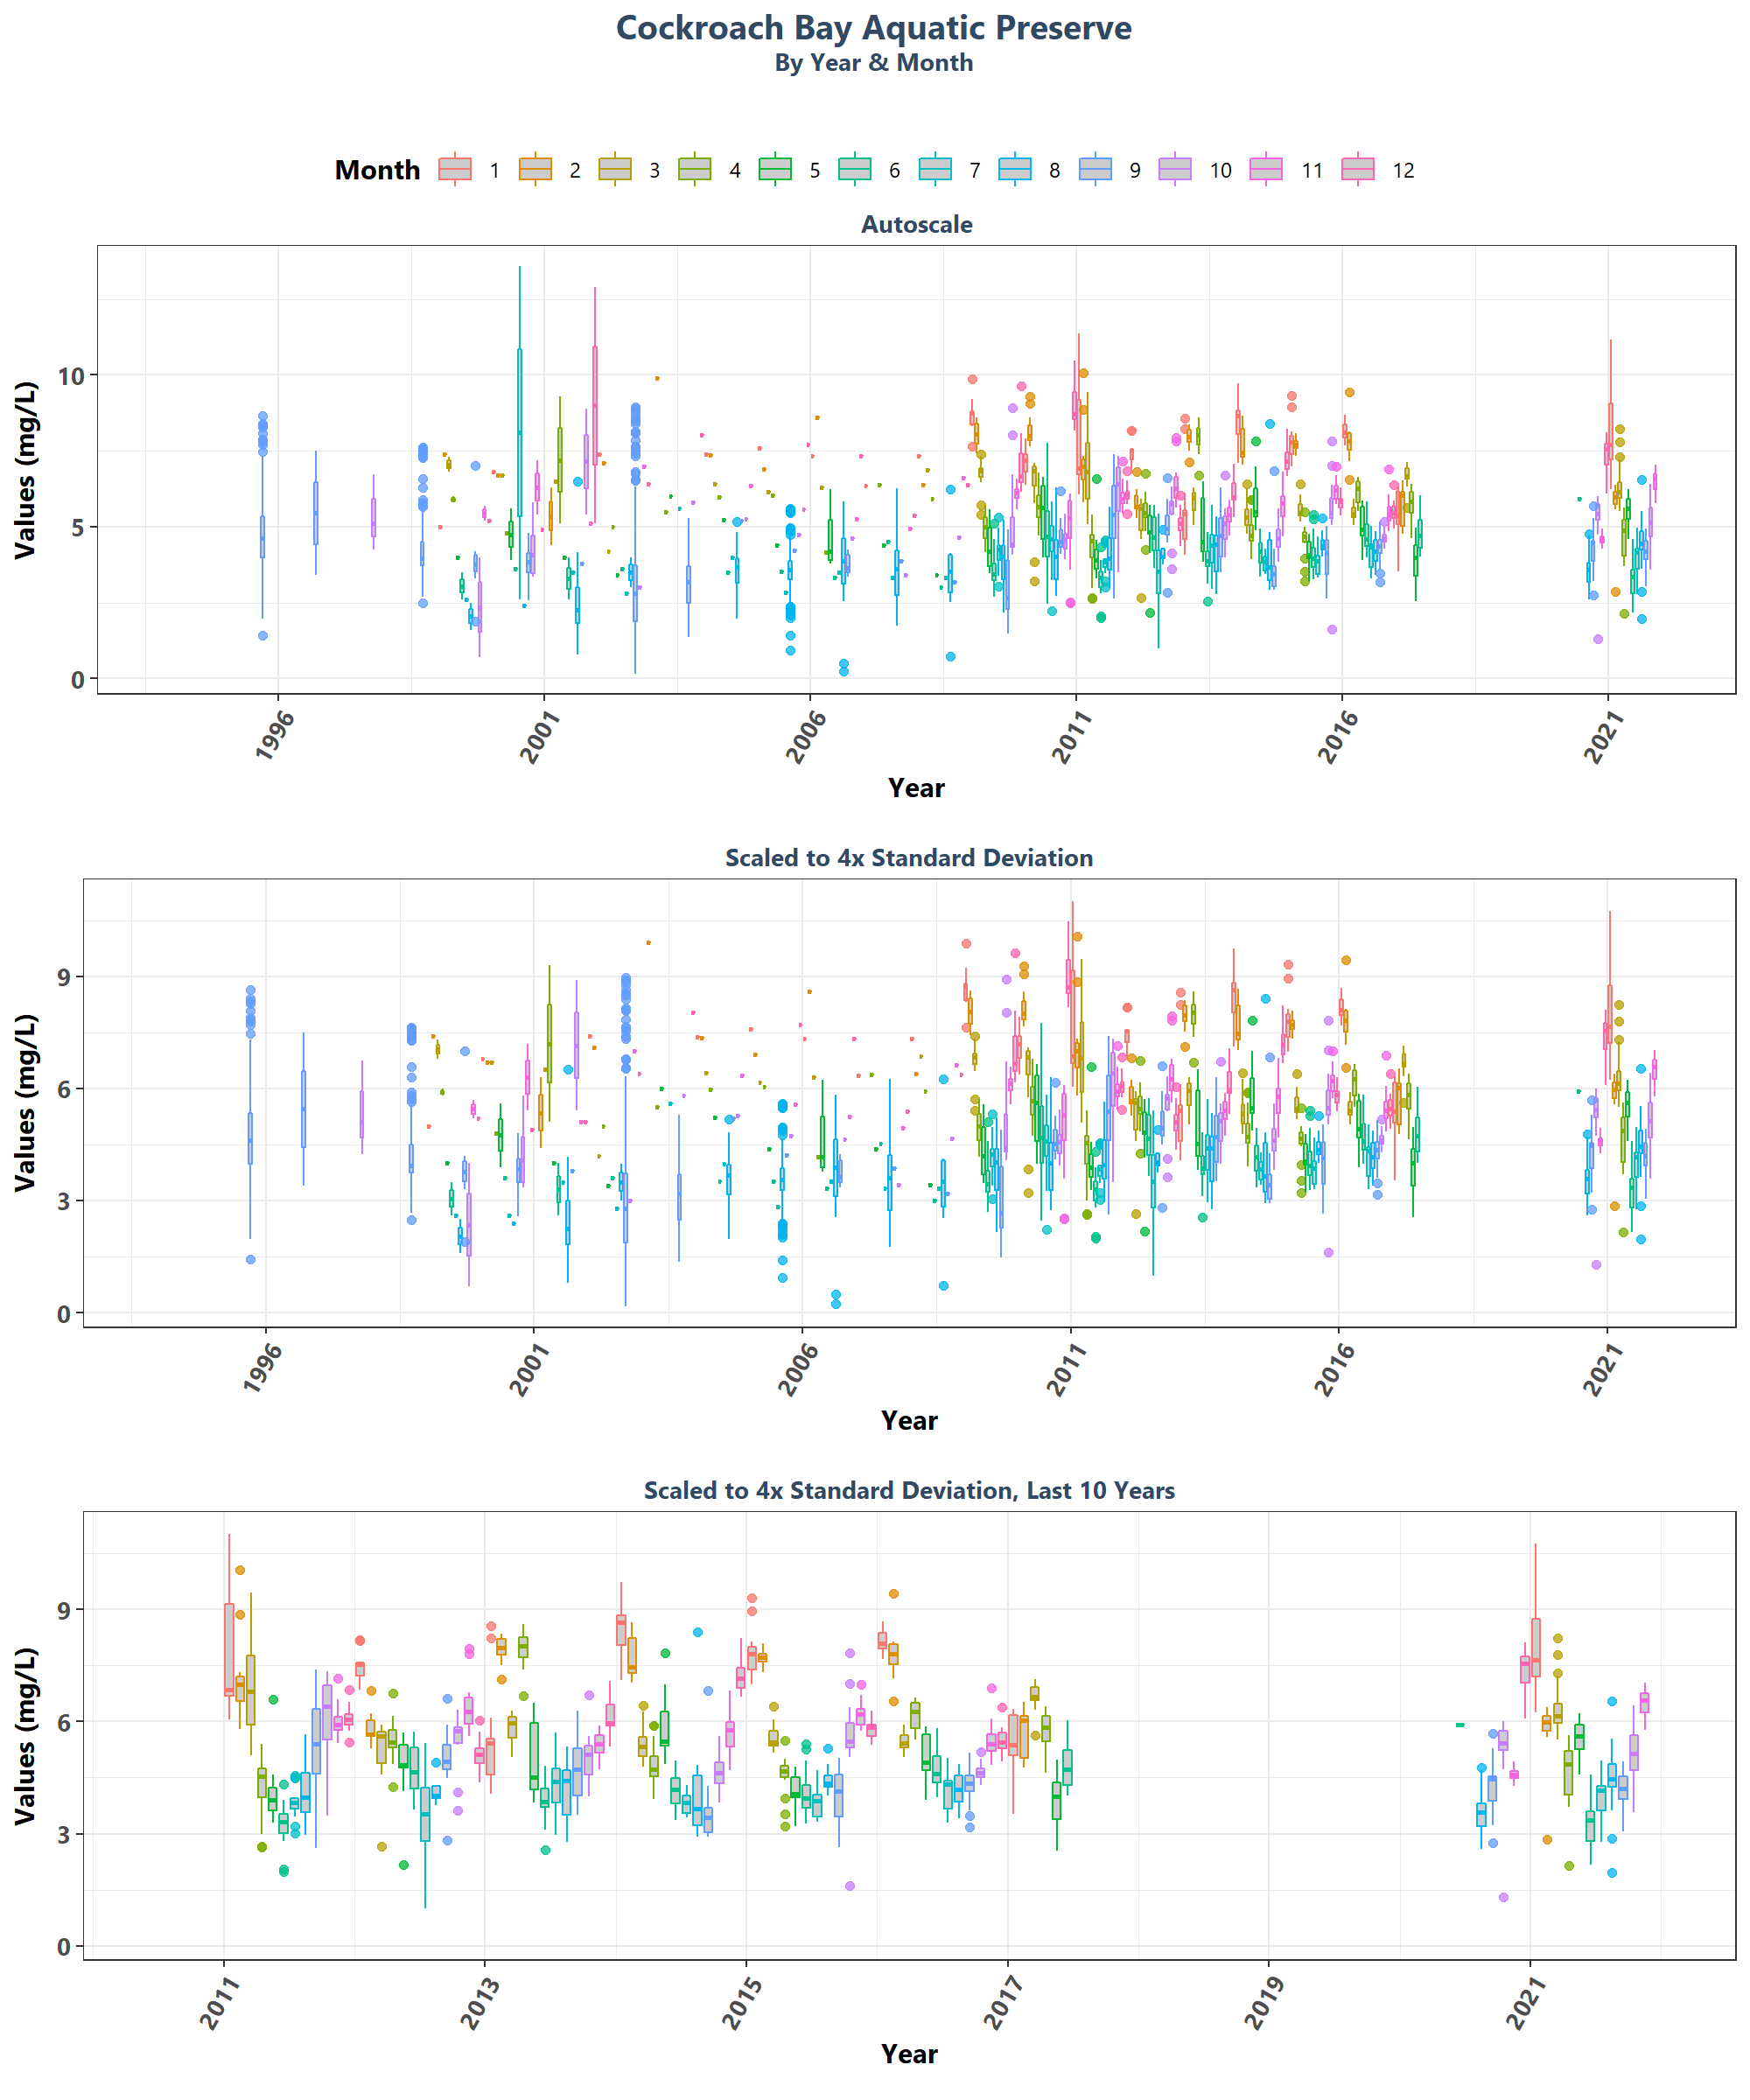 Cockroach Bay Aquatic Preserve
By Year & Month
Month 1 2 3 4 5 6 7 8 9 10 11 12
Autoscale
Values (mg/L)
10
5
0
1996 2001 2006 2011 2016 2021
Year
Scaled to 4x Standard Deviation
Values (mg/L)
9
6
3
0
1996 2001 2006 2011 2016 2021
Year
Scaled to 4x Standard Deviation, Last 10 Years
Values (mg/L)
9
6
3
0
2011 2013 2015 2017 2019 2021
Year